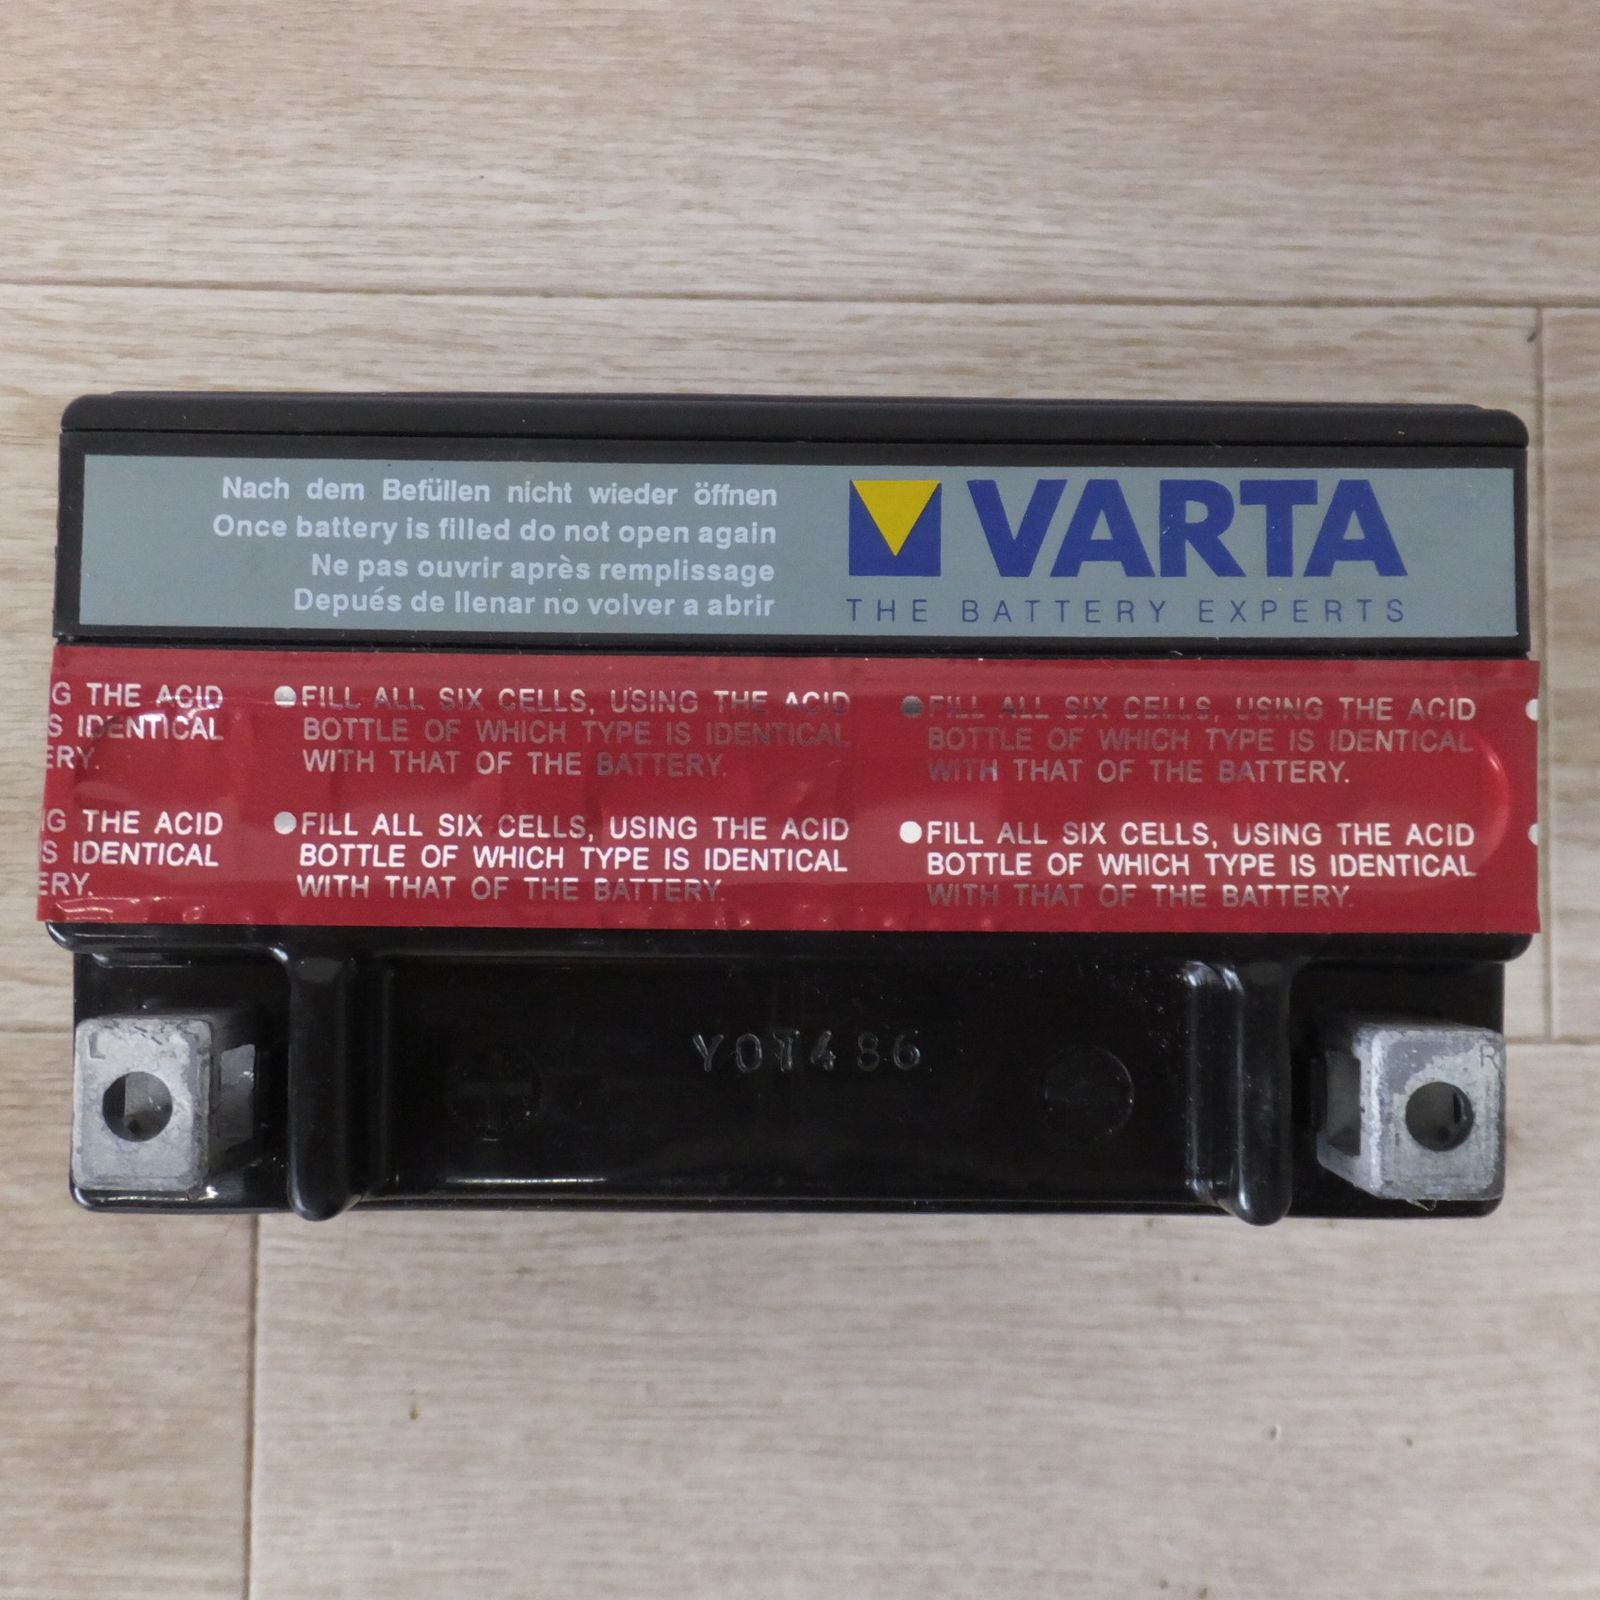 Nach dem Befüllen nicht wieder öffnen
Once battery is filled do not open again
Ne pas ouvrir après remplissage
Depués de llenar no volver a abrir
VARTA
THE BATTERY EXPERTS
G THE ACID
S IDENTICAL
ERY.
●FILL ALL SIX CELLS, USING THE ACID
BOTTLE OF WHICH TYPE IS IDENTICAL
WITH THAT OF THE BATTERY.
●FILL ALL SIX CELLS, USING THE ACID
BOTTLE OF WHICH TYPE IS IDENTICAL
WITH THAT OF THE BATTERY.
G THE ACID
S IDENTICAL
ERY.
●FILL ALL SIX CELLS, USING THE ACID
BOTTLE OF WHICH TYPE IS IDENTICAL
WITH THAT OF THE BATTERY.
●FILL ALL SIX CELLS, USING THE ACID
BOTTLE OF WHICH TYPE IS IDENTICAL
WITH THAT OF THE BATTERY.
L
R